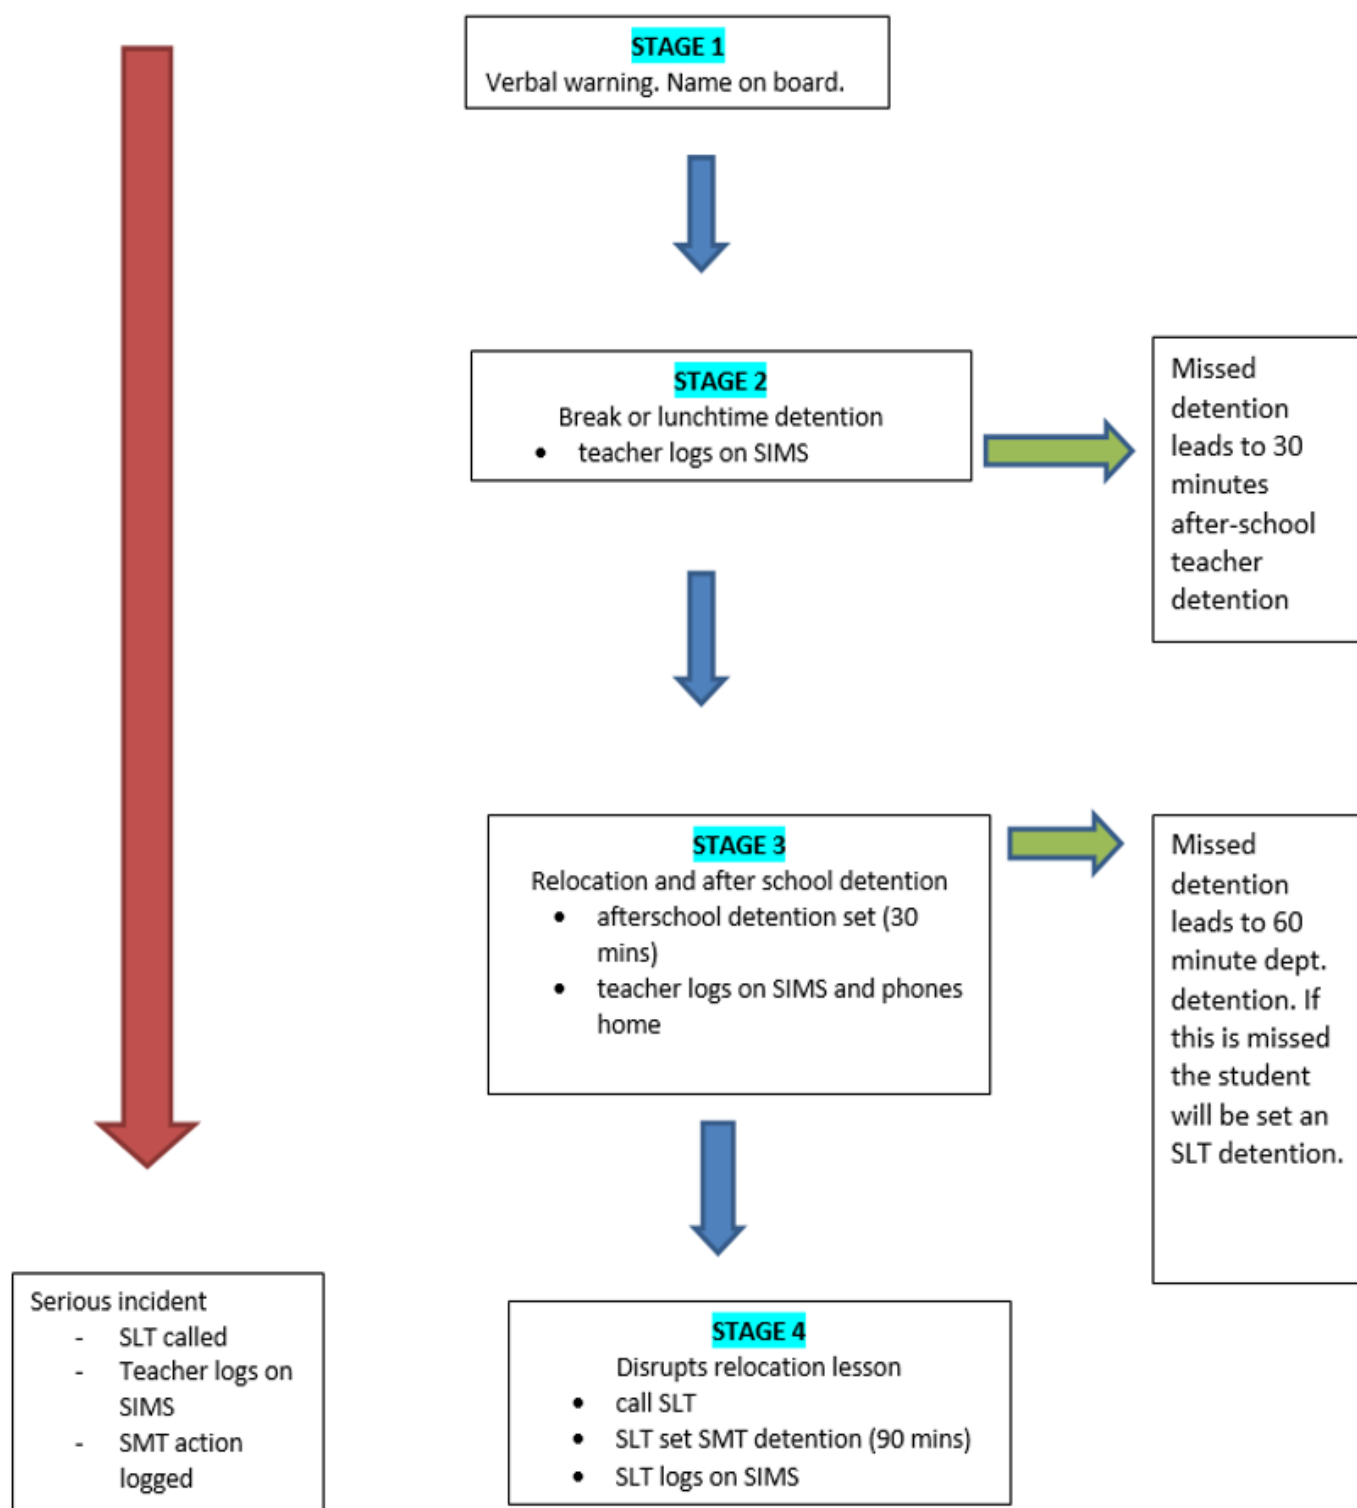 STAGE 1
Verbal warning. Name on board.
STAGE 2
Break or lunchtime detention
• teacher logs on SIMS
Missed
detention
leads to 30
minutes
after-school
teacher
detention
STAGE 3
Relocation and after school detention
• afterschool detention set (30
mins)
• teacher logs on SIMS and phones
home
Missed
detention
leads to 60
minute dept.
detention. If
this is missed
the student
will be set an
SLT detention.
Serious incident
- SLT called
- Teacher logs on
SIMS
- SMT action
logged
STAGE 4
Disrupts relocation lesson
• call SLT
• SLT set SMT detention (90 mins)
• SLT logs on SIMS